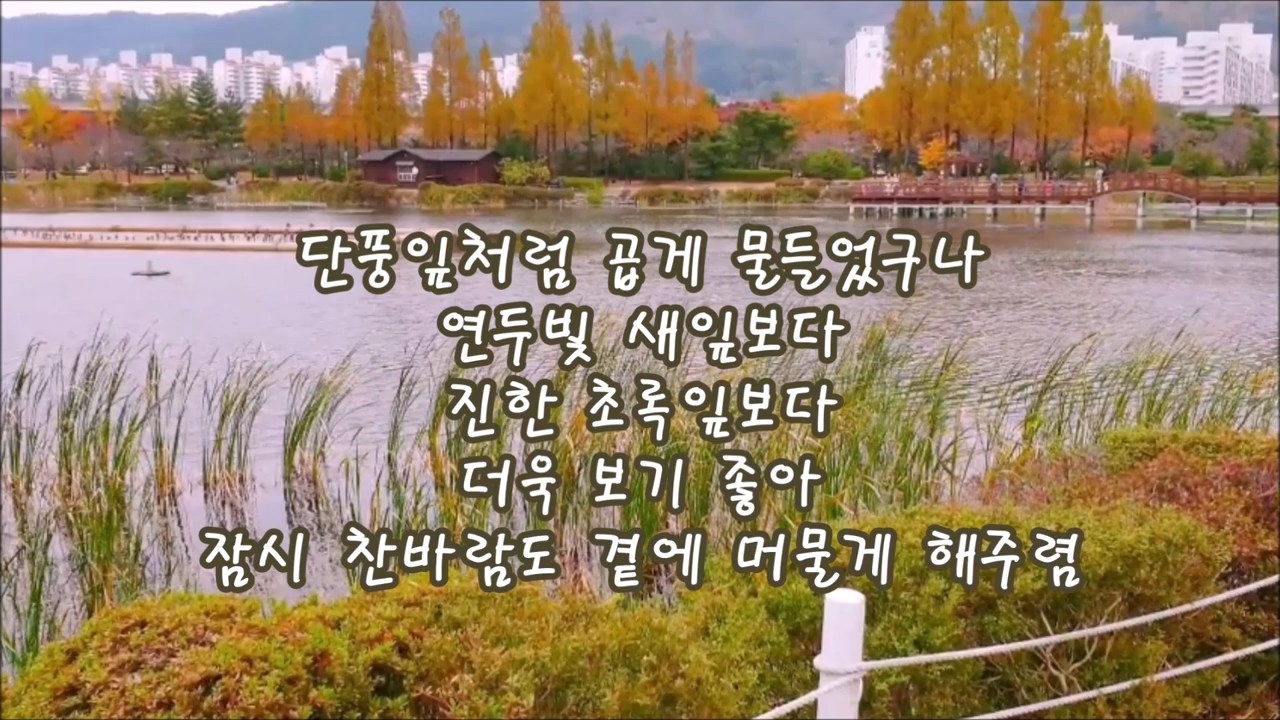 단풍잎처럼 곱게 물들었구나
연두빛 새잎보다
진한 초록잎보다
더욱 보기 좋아
잠시 찬바람도 곁에 머물게 해주렴